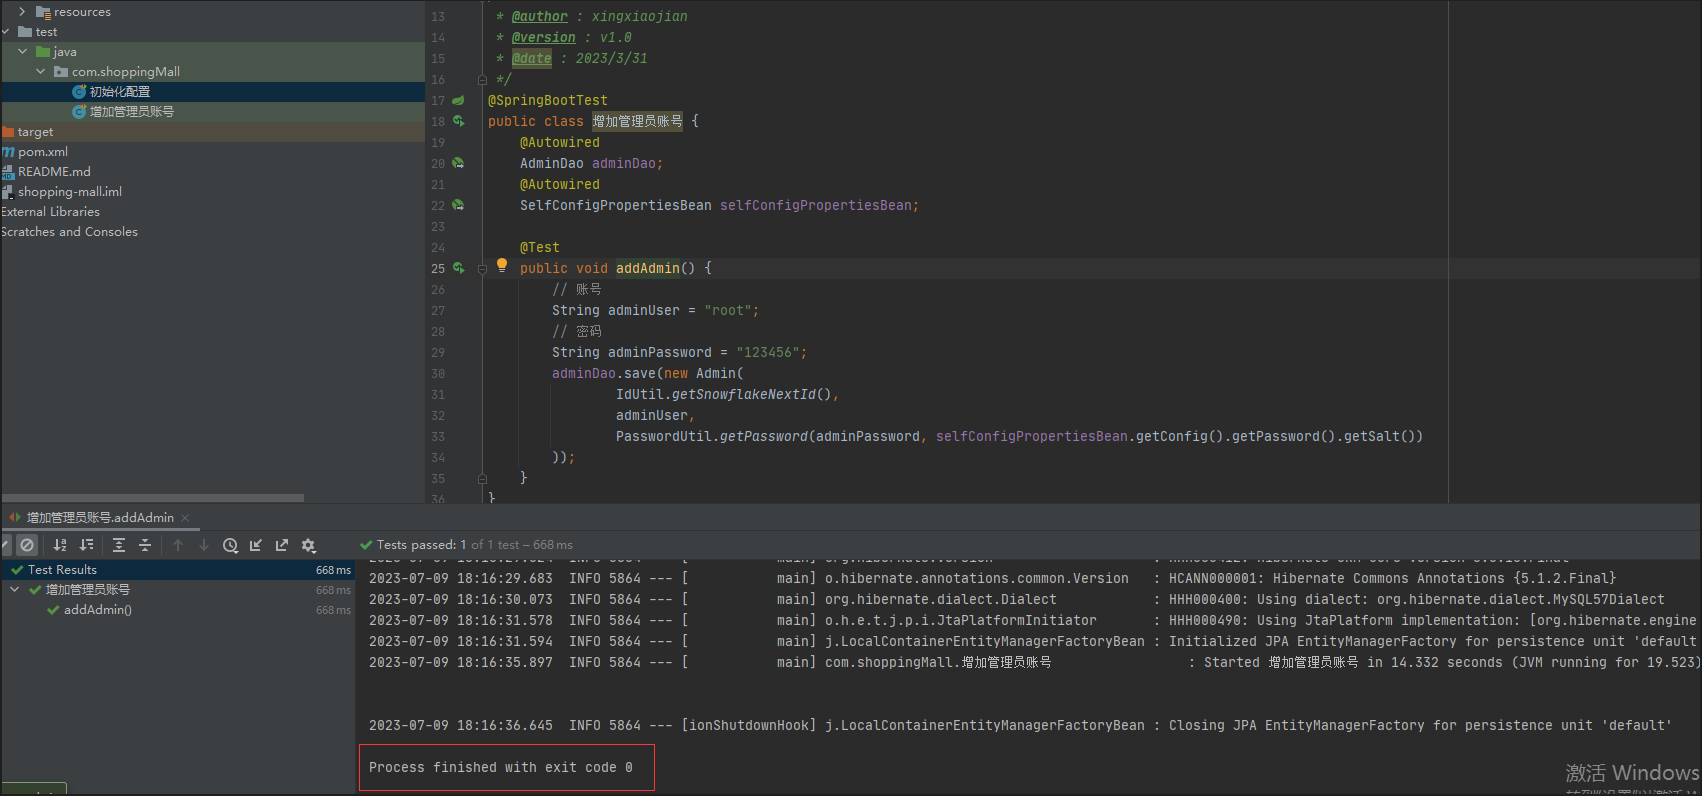 resources
test
java
com.shoppingMall
初始化配置
增加管理员账号
target
pom.xml
README.md
shopping-mall.iml
External Libraries
Scratches and Consoles
13 * @author : xingxiaojian
14 * @version : v1.0
15 * @date : 2023/3/31
16 */
17 @SpringBootTest
18 public class 增加管理员账号 {
19 @Autowired
20 AdminDao adminDao;
21 @Autowired
22 SelfConfigPropertiesBean selfConfigPropertiesBean;
23
24 @Test
25 public void addAdmin() {
26 // 账号
27 String adminUser = "root";
28 // 密码
29 String adminPassword = "123456";
30 adminDao.save(new Admin(
31 IdUtil.getSnowflakeNextId(),
32 adminUser,
33 PasswordUtil.getPassword(adminPassword, selfConfigPropertiesBean.getConfig().getPassword().getSalt())
34 ));
35 }
36 }
增加管理员账号.addAdmin
Tests passed: 1 of 1 test – 668 ms
Test Results 668 ms
增加管理员账号 668 ms
addAdmin() 668 ms
2023-07-09 18:16:29.683 INFO 5864 --- [ main] o.hibernate.annotations.common.Version : HCANN000001: Hibernate Commons Annotations {5.1.2.Final}
2023-07-09 18:16:30.073 INFO 5864 --- [ main] org.hibernate.dialect.Dialect : HHH000400: Using dialect: org.hibernate.dialect.MySQL57Dialect
2023-07-09 18:16:31.578 INFO 5864 --- [ main] o.h.e.t.j.p.i.JtaPlatformInitiator : HHH000490: Using JtaPlatform implementation: [org.hibernate.engine
2023-07-09 18:16:31.594 INFO 5864 --- [ main] j.LocalContainerEntityManagerFactoryBean : Initialized JPA EntityManagerFactory for persistence unit 'default
2023-07-09 18:16:35.897 INFO 5864 --- [ main] com.shoppingMall.增加管理员账号 : Started 增加管理员账号 in 14.332 seconds (JVM running for 19.523)
2023-07-09 18:16:36.645 INFO 5864 --- [ionShutdownHook] j.LocalContainerEntityManagerFactoryBean : Closing JPA EntityManagerFactory for persistence unit 'default'
Process finished with exit code 0
激活 Windows